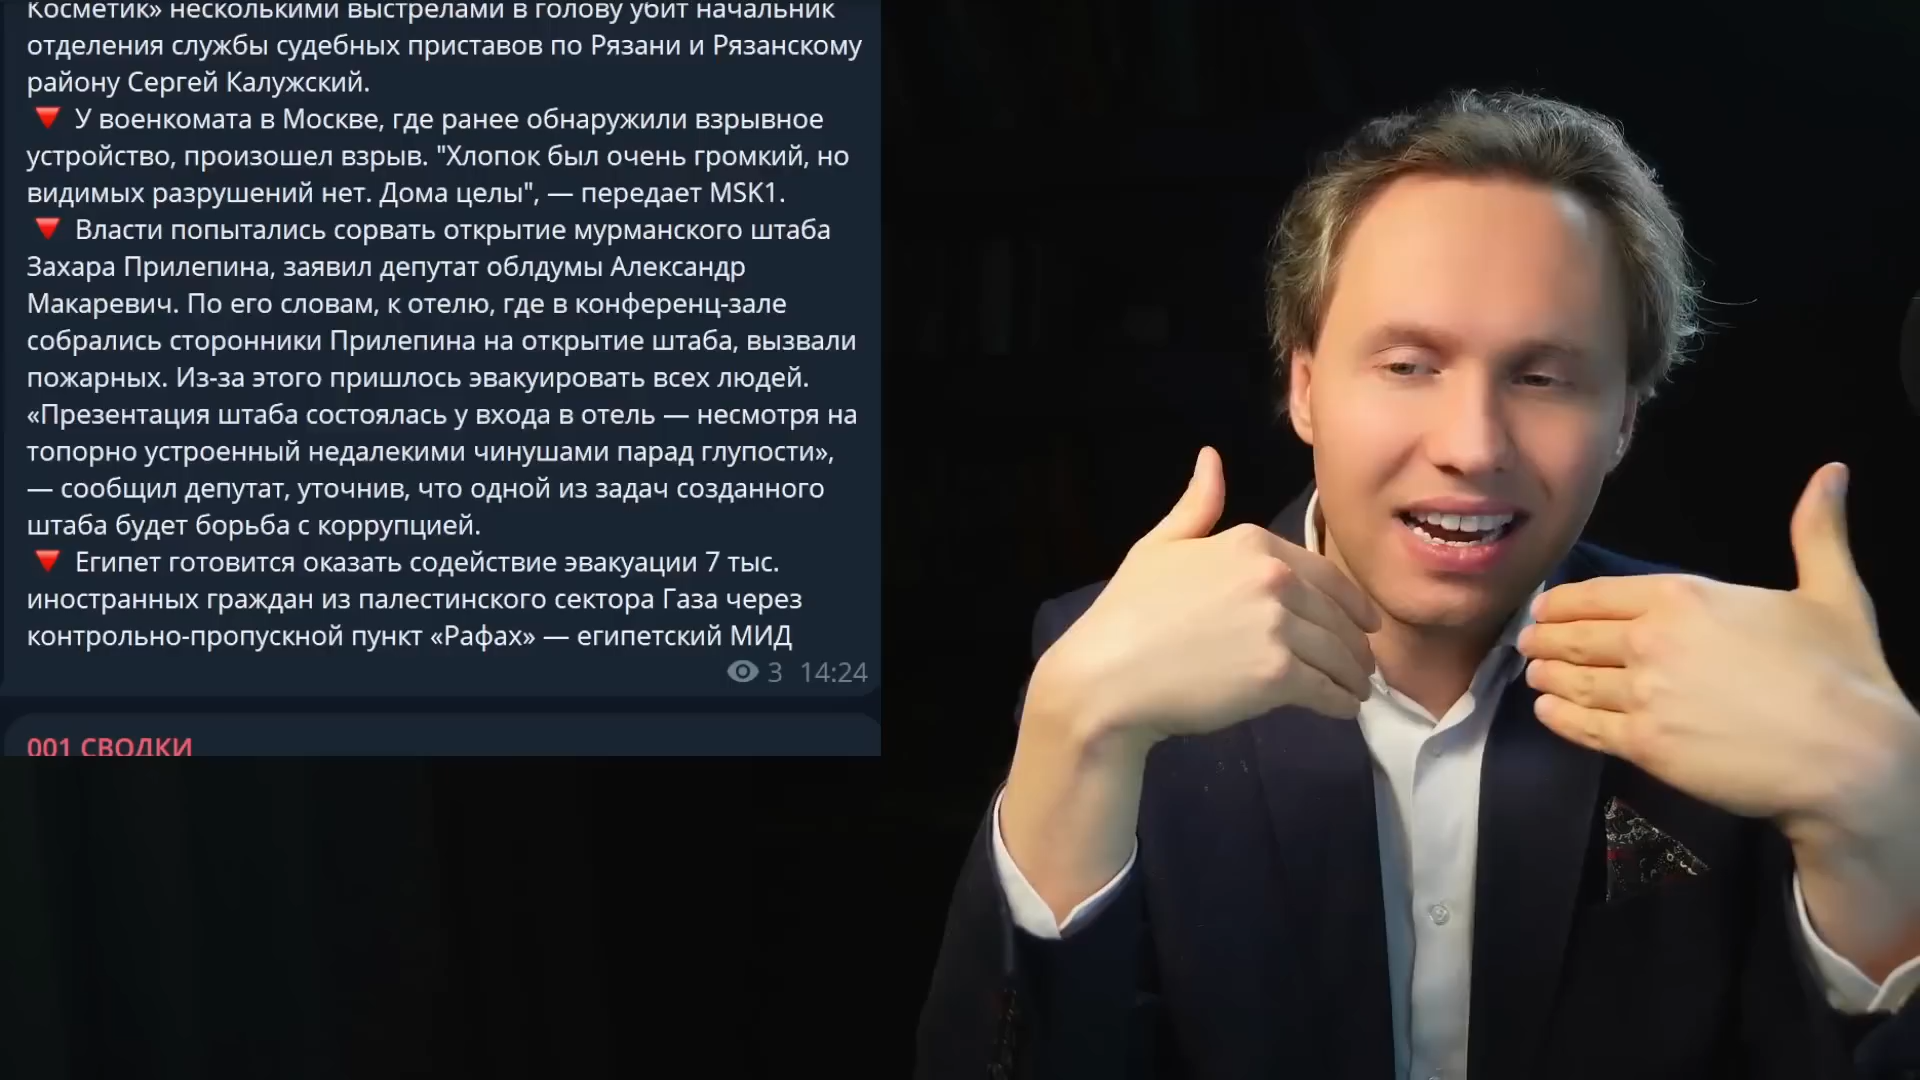 Косметик» несколькими выстрелами в голову убит начальник
отделения службы судебных приставов по Рязани и Рязанскому
району Сергей Калужский.
У военкомата в Москве, где ранее обнаружили взрывное
устройство, произошел взрыв. "Хлопок был очень громкий, но
видимых разрушений нет. Дома целы", — передает MSK1.
Власти попытались сорвать открытие мурманского штаба
Захара Прилепина, заявил депутат облдумы Александр
Макаревич. По его словам, к отелю, где в конференц-зале
собрались сторонники Прилепина на открытие штаба, вызвали
пожарных. Из-за этого пришлось эвакуировать всех людей.
«Презентация штаба состоялась у входа в отель — несмотря на
топорно устроенный недалекими чинушами парад глупости»,
— сообщил депутат, уточнив, что одной из задач созданного
штаба будет борьба с коррупцией.
Египет готовится оказать содействие эвакуации 7 тыс.
иностранных граждан из палестинского сектора Газа через
контрольно-пропускной пункт «Рафах» — египетский МИД
3 14:24
001 СВОДКИ